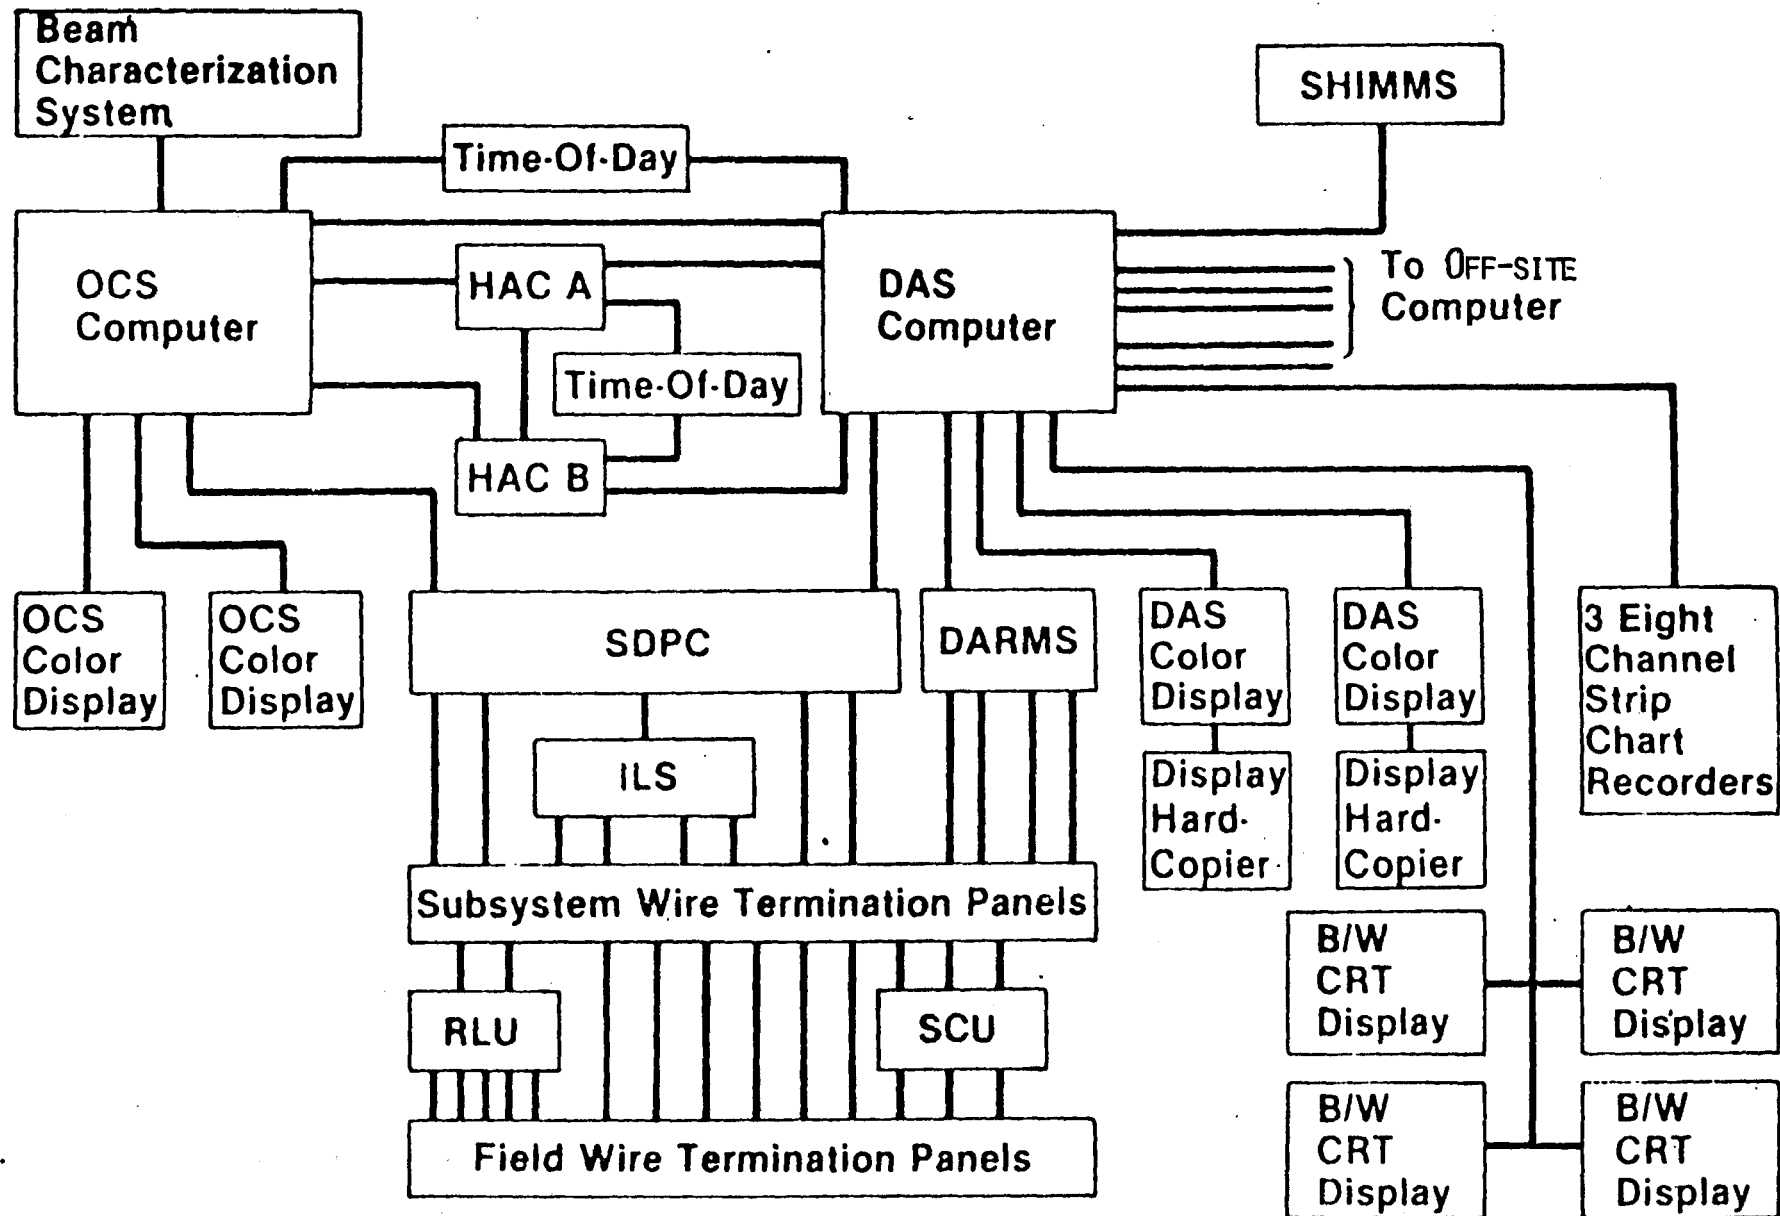 Beam
Characterization
System
SHIMMS
Time-Of-Day
OCS
Computer
HAC A
DAS
Computer
To OFF-SITE
Computer
Time-Of-Day
HAC B
OCS
Color
Display
OCS
Color
Display
SDPC
DARMS
DAS
Color
Display
DAS
Color
Display
3 Eight
Channel
Strip
Chart
Recorders
ILS
Display
Hard-
Copier
Display
Hard-
Copier
Subsystem Wire Termination Panels
B/W
CRT
Display
B/W
CRT
Display
RLU
SCU
B/W
CRT
Display
B/W
CRT
Display
Field Wire Termination Panels